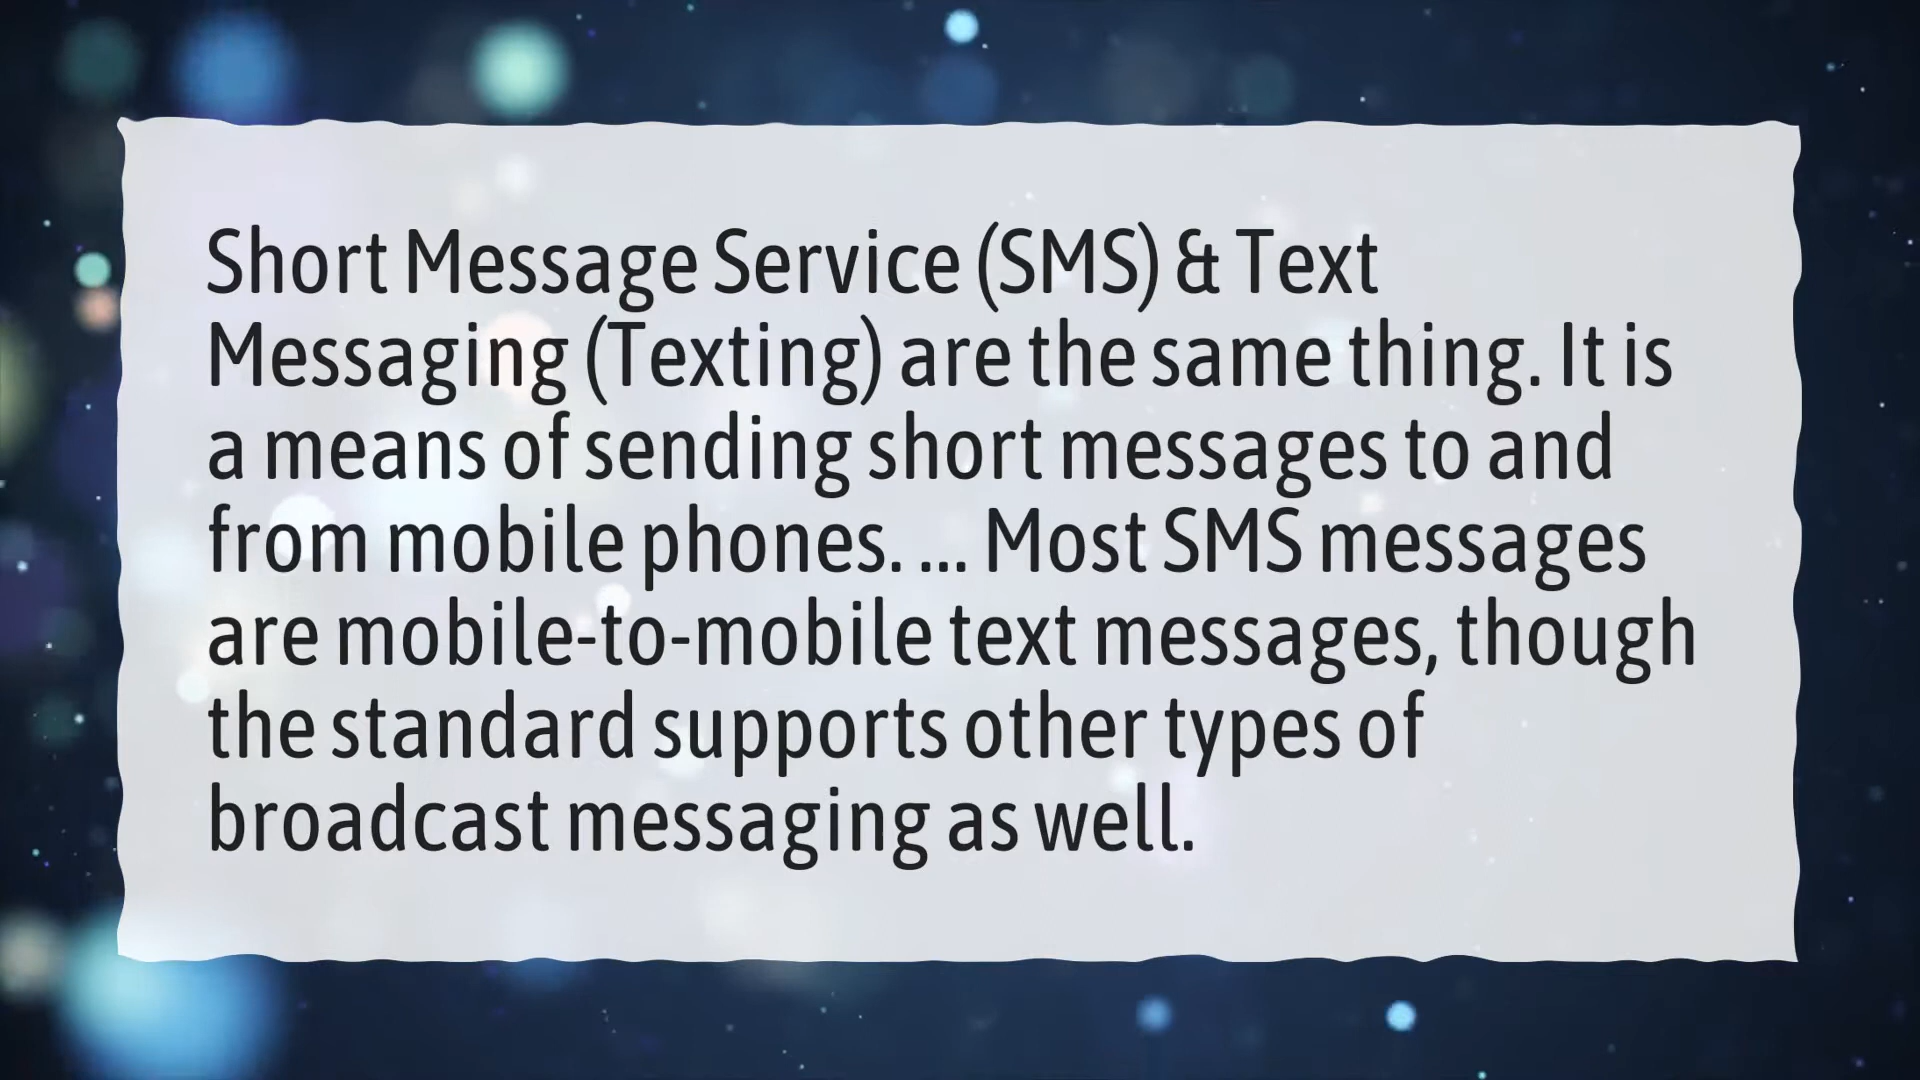 Short Message Service (SMS) & Text
Messaging (Texting) are the same thing. It is
a means of sending short messages to and
from mobile phones. ... Most SMS messages
are mobile-to-mobile text messages, though
the standard supports other types of
broadcast messaging as well.